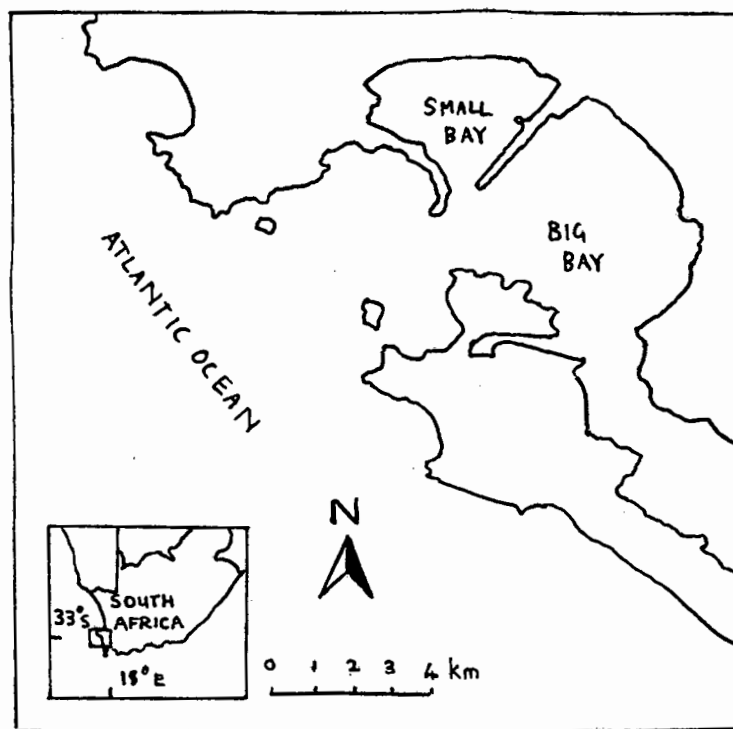 SMALL
BAY
BIG
BAY
ATLANTIC OCEAN
N
SOUTH
AFRICA
33°S
18°E
0 1 2 3 4 km